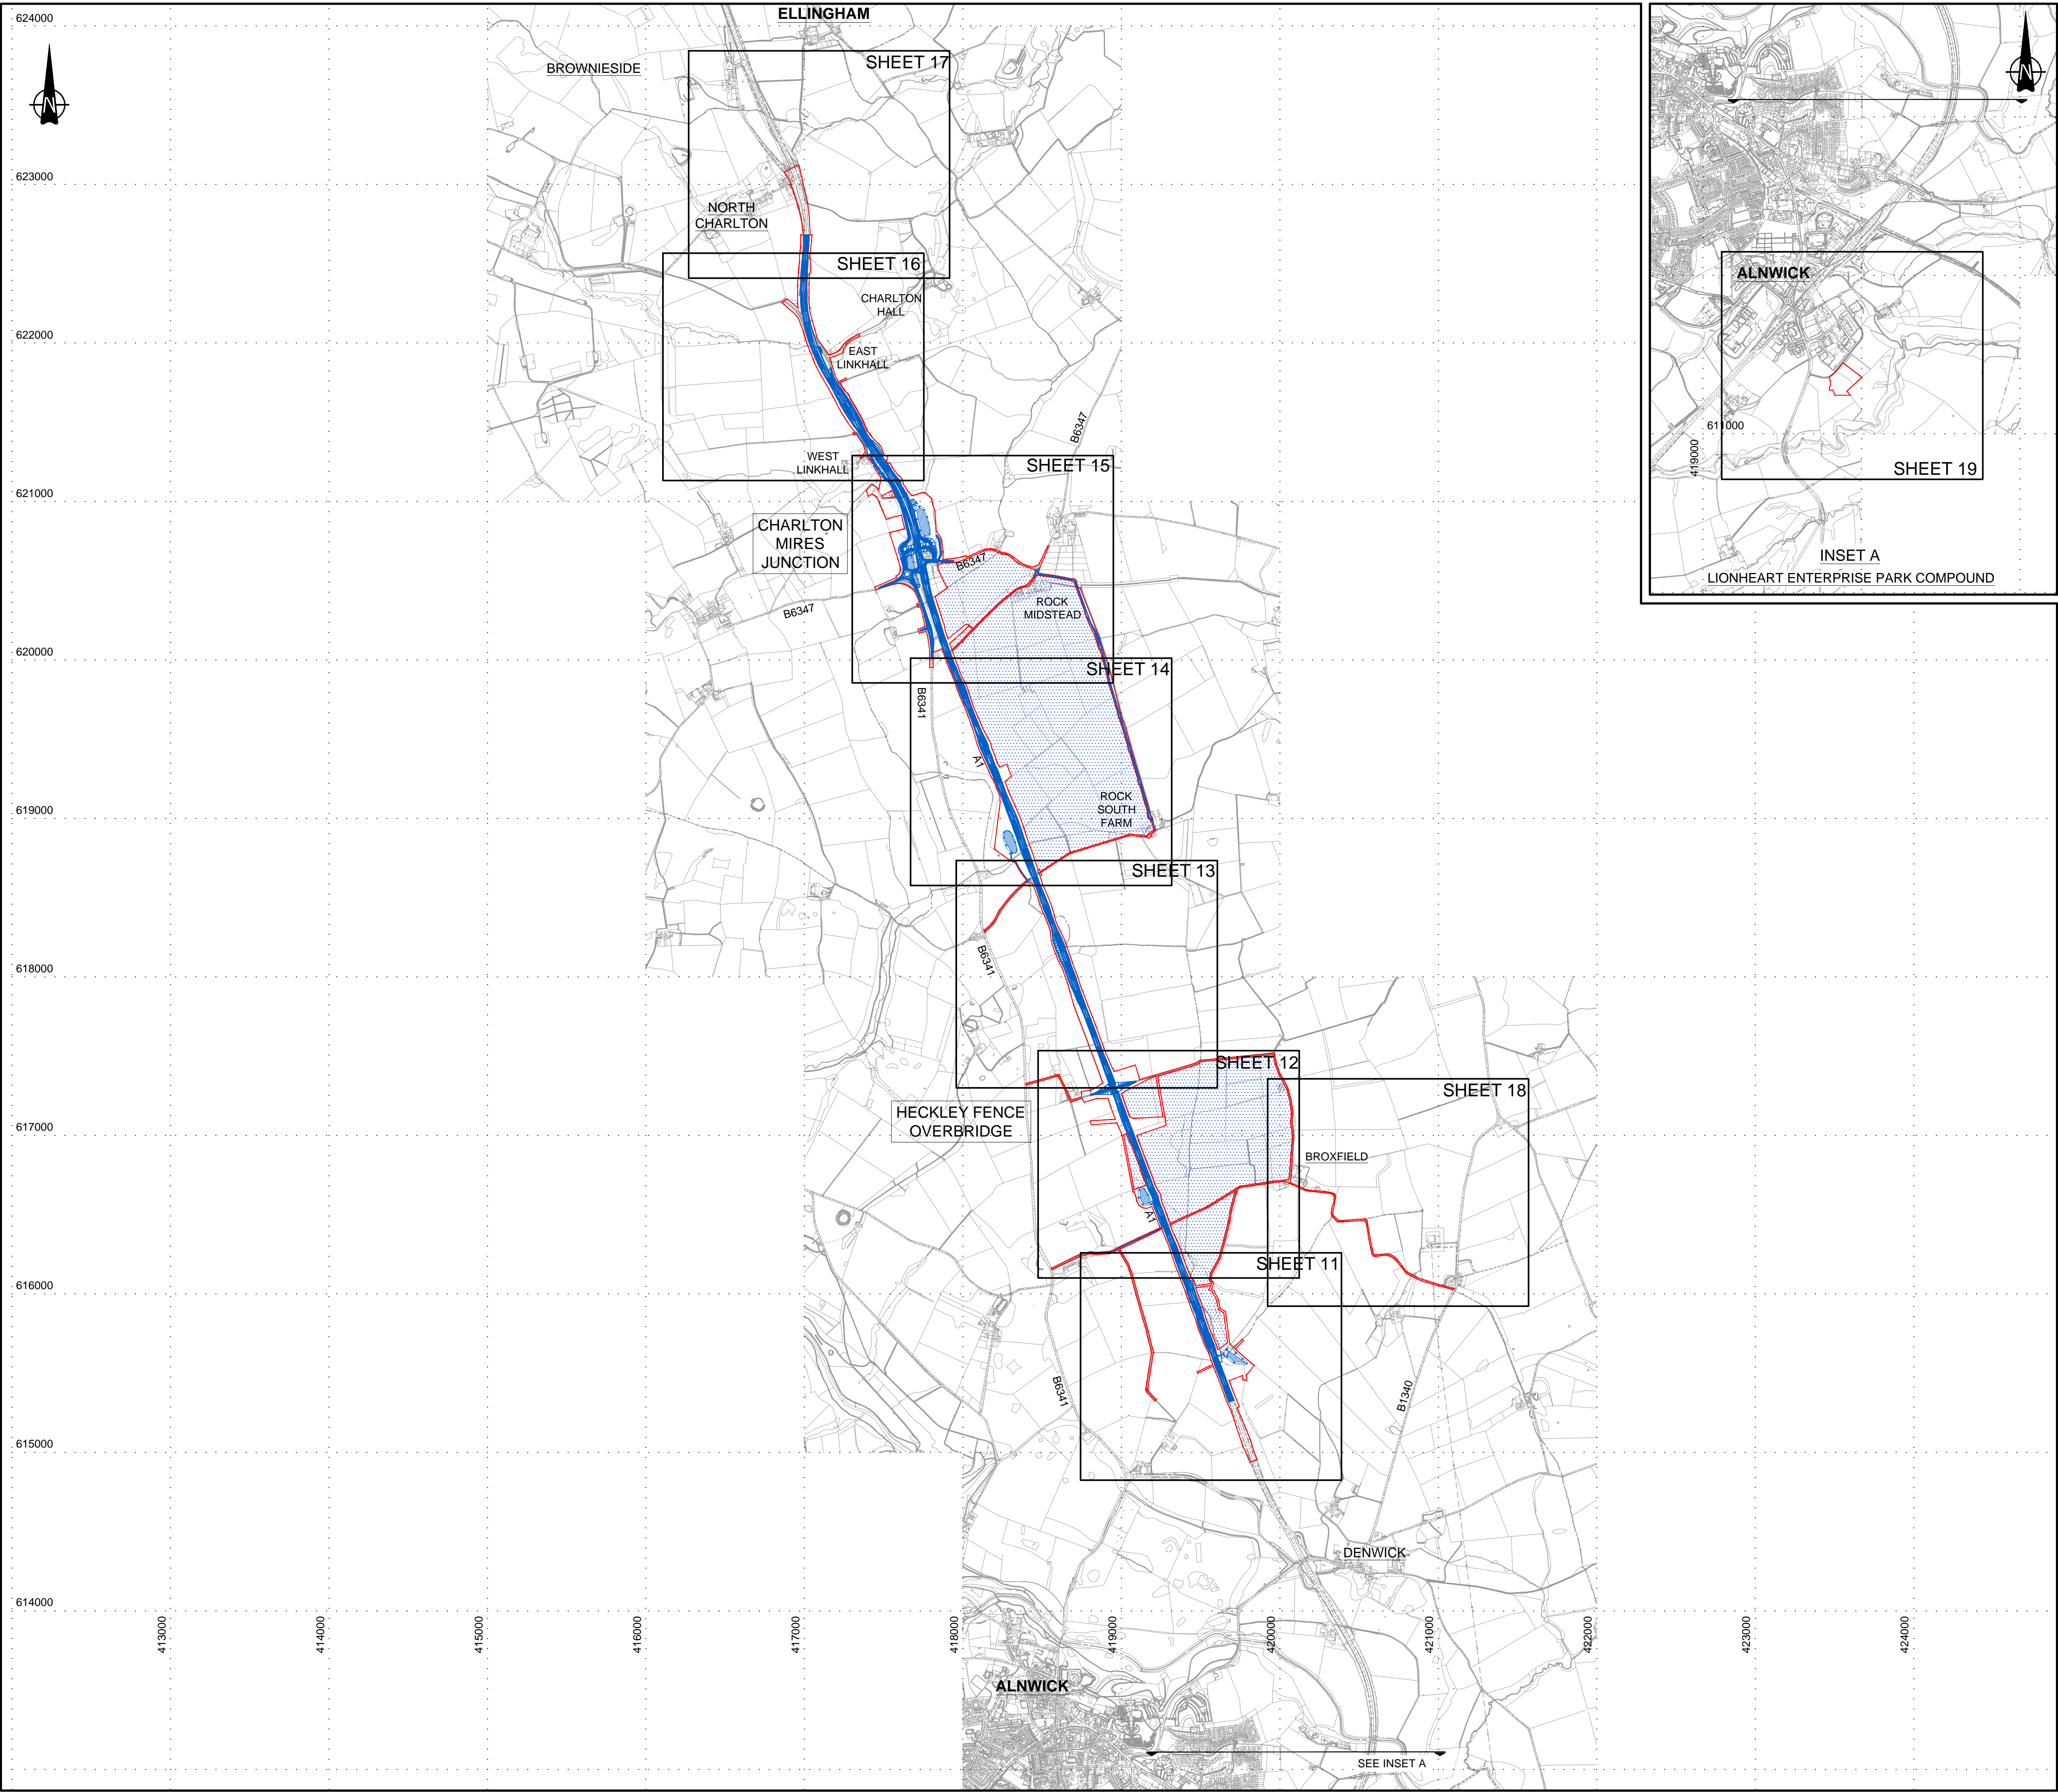 624000
ELLINGHAM
N
N
SHEET 17
BROWNIESIDE
623000
NORTH
CHARLTON
SHEET 16
ALNWICK
CHARLTON
HALL
622000
EAST
LINKHALL
B6347
611000
419000
SHEET 19
WEST
LINKHALL
SHEET 15
621000
CHARLTON
MIRES
JUNCTION
INSET A
LIONHEART ENTERPRISE PARK COMPOUND
B6347
ROCK
MIDSTEAD
B6347
620000
SHEET 14
B6341
A1
619000
ROCK
SOUTH
FARM
SHEET 13
618000
B6341
SHEET 12
SHEET 18
HECKLEY FENCE
OVERBRIDGE
617000
BROXFIELD
A1
616000
SHEET 11
B6341
B1340
615000
DENWICK
614000
413000
414000
415000
416000
417000
418000
419000
420000
421000
422000
423000
424000
ALNWICK
SEE INSET A